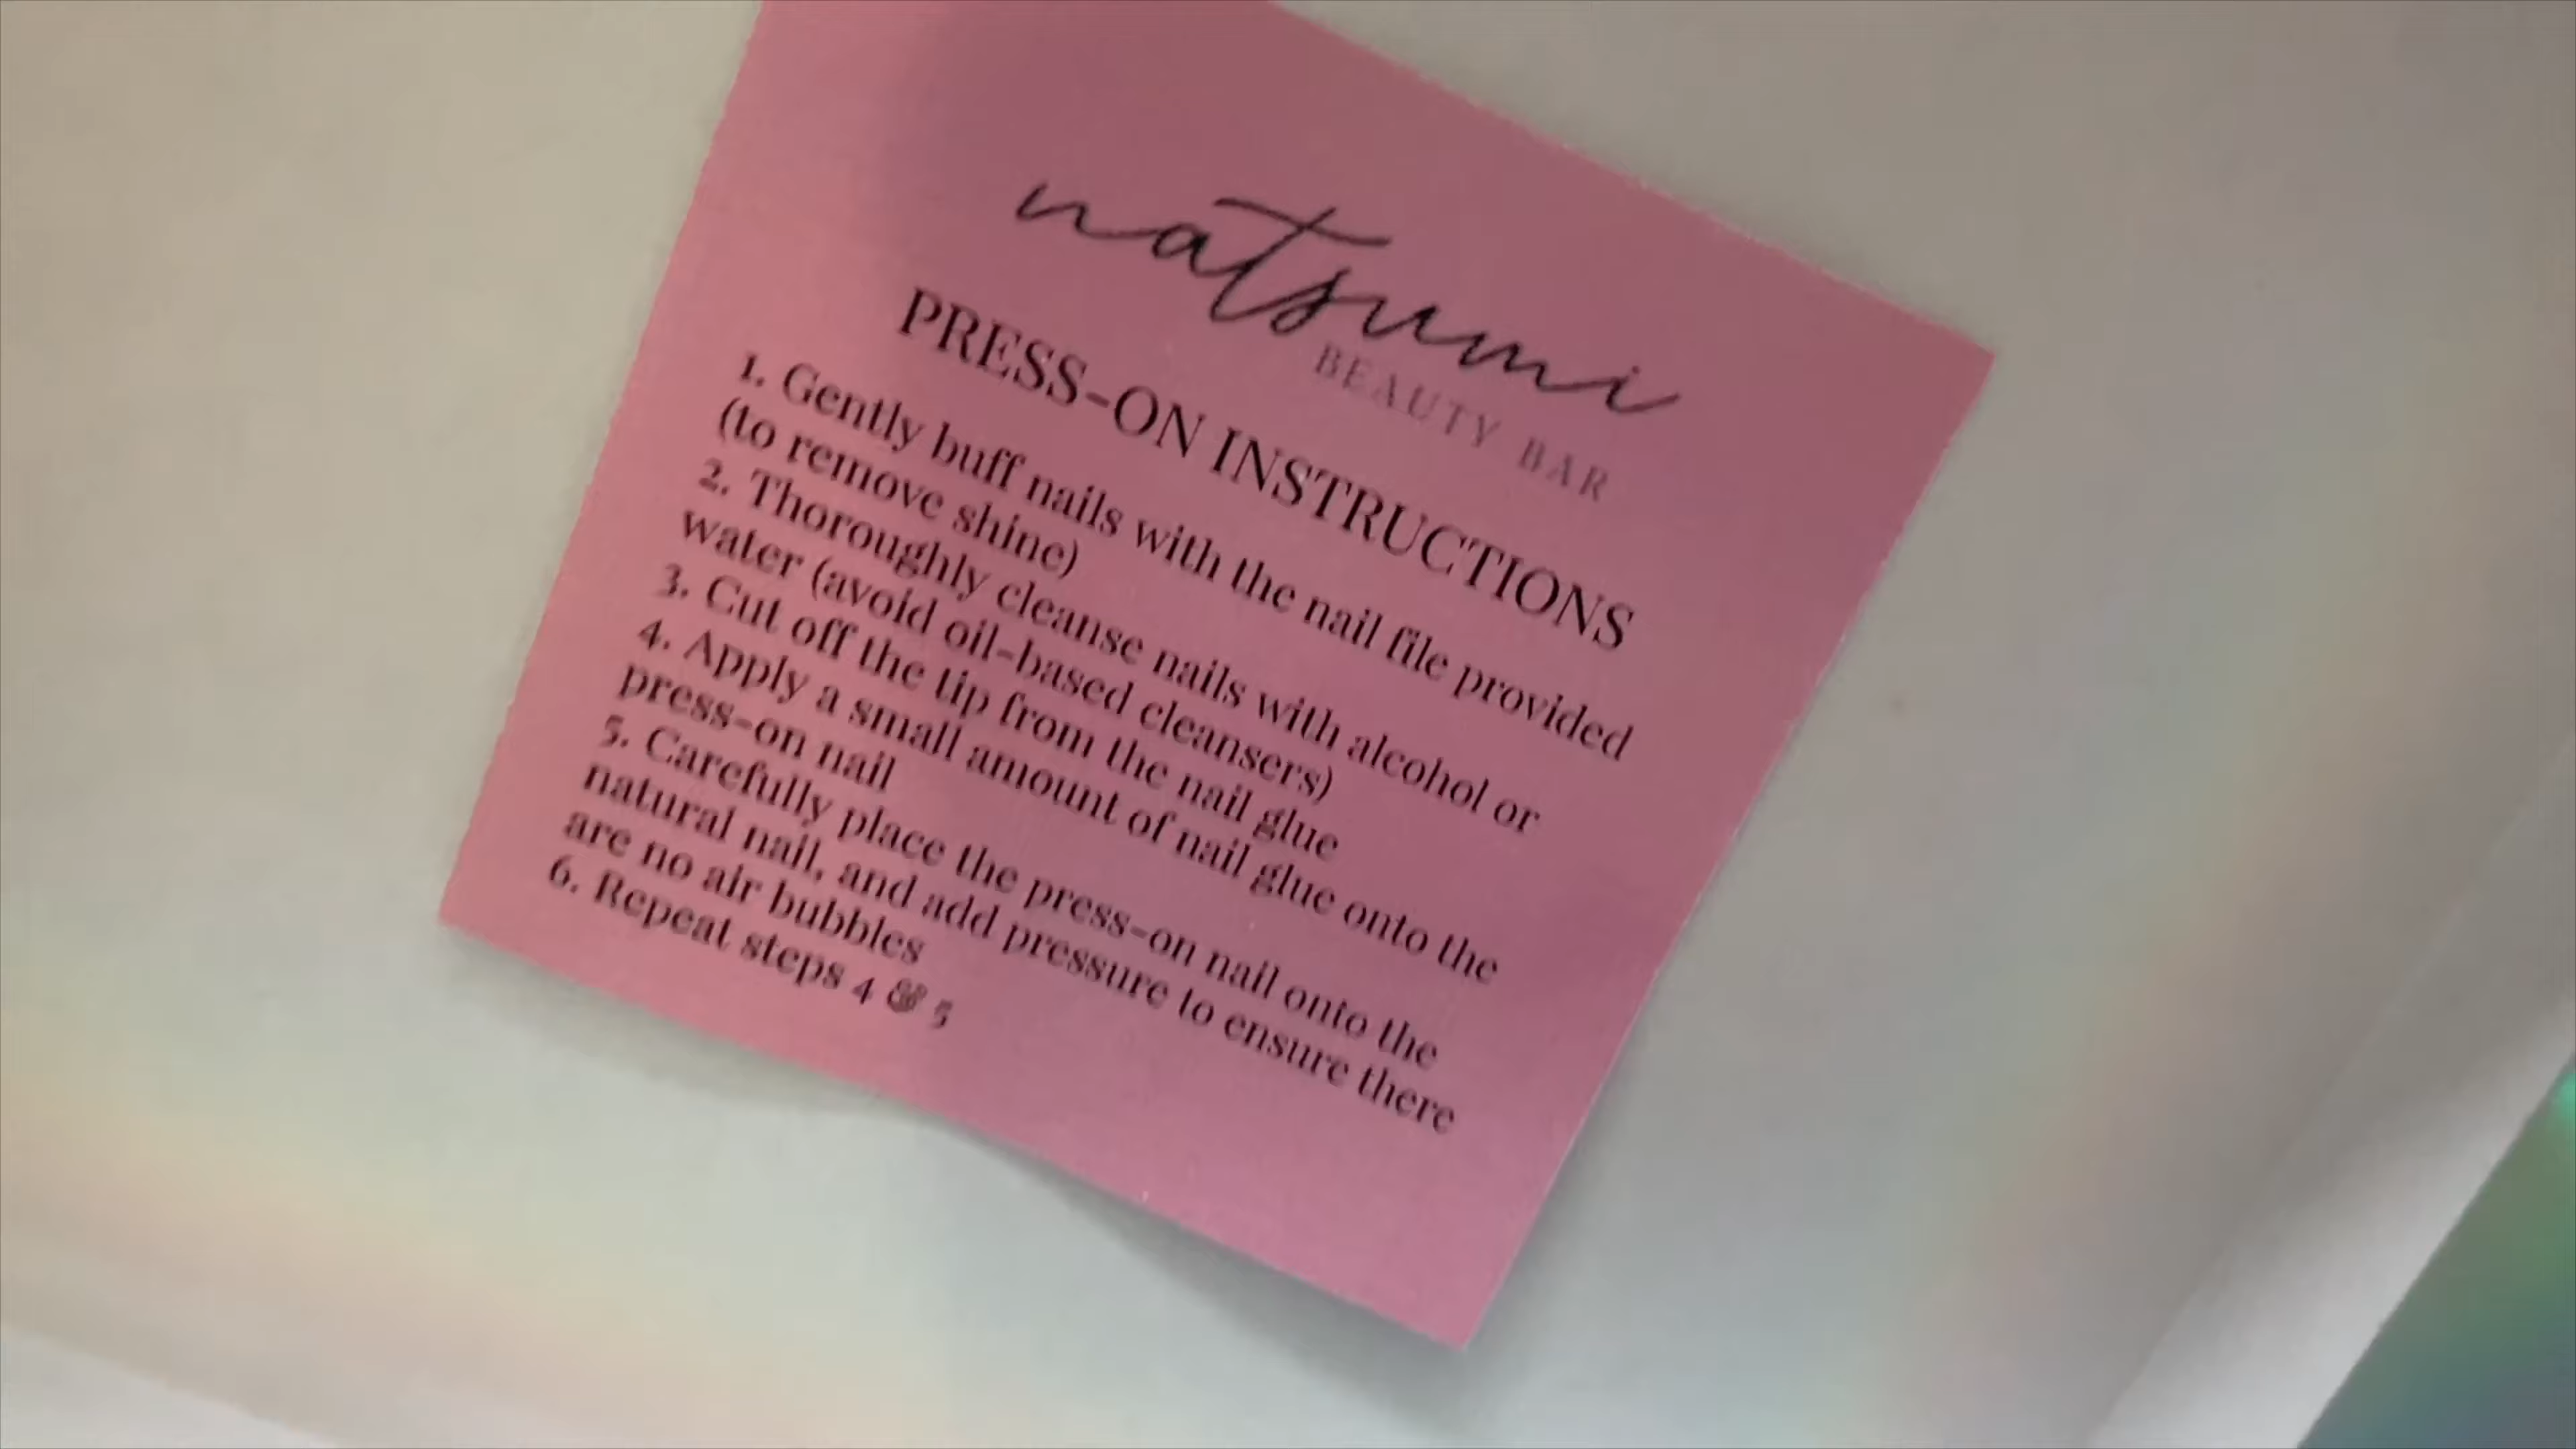 natsumi
BEAUTY BAR
PRESS-ON INSTRUCTIONS
1. Gently buff nails with the nail file provided
(to remove shine)
2. Thoroughly cleanse nails with alcohol or
water (avoid oil-based cleansers)
3. Cut off the tip from the nail glue
4. Apply a small amount of nail glue onto the
press-on nail
5. Carefully place the press-on nail onto the
natural nail, and add pressure to ensure there
are no air bubbles
6. Repeat steps 4 & 5